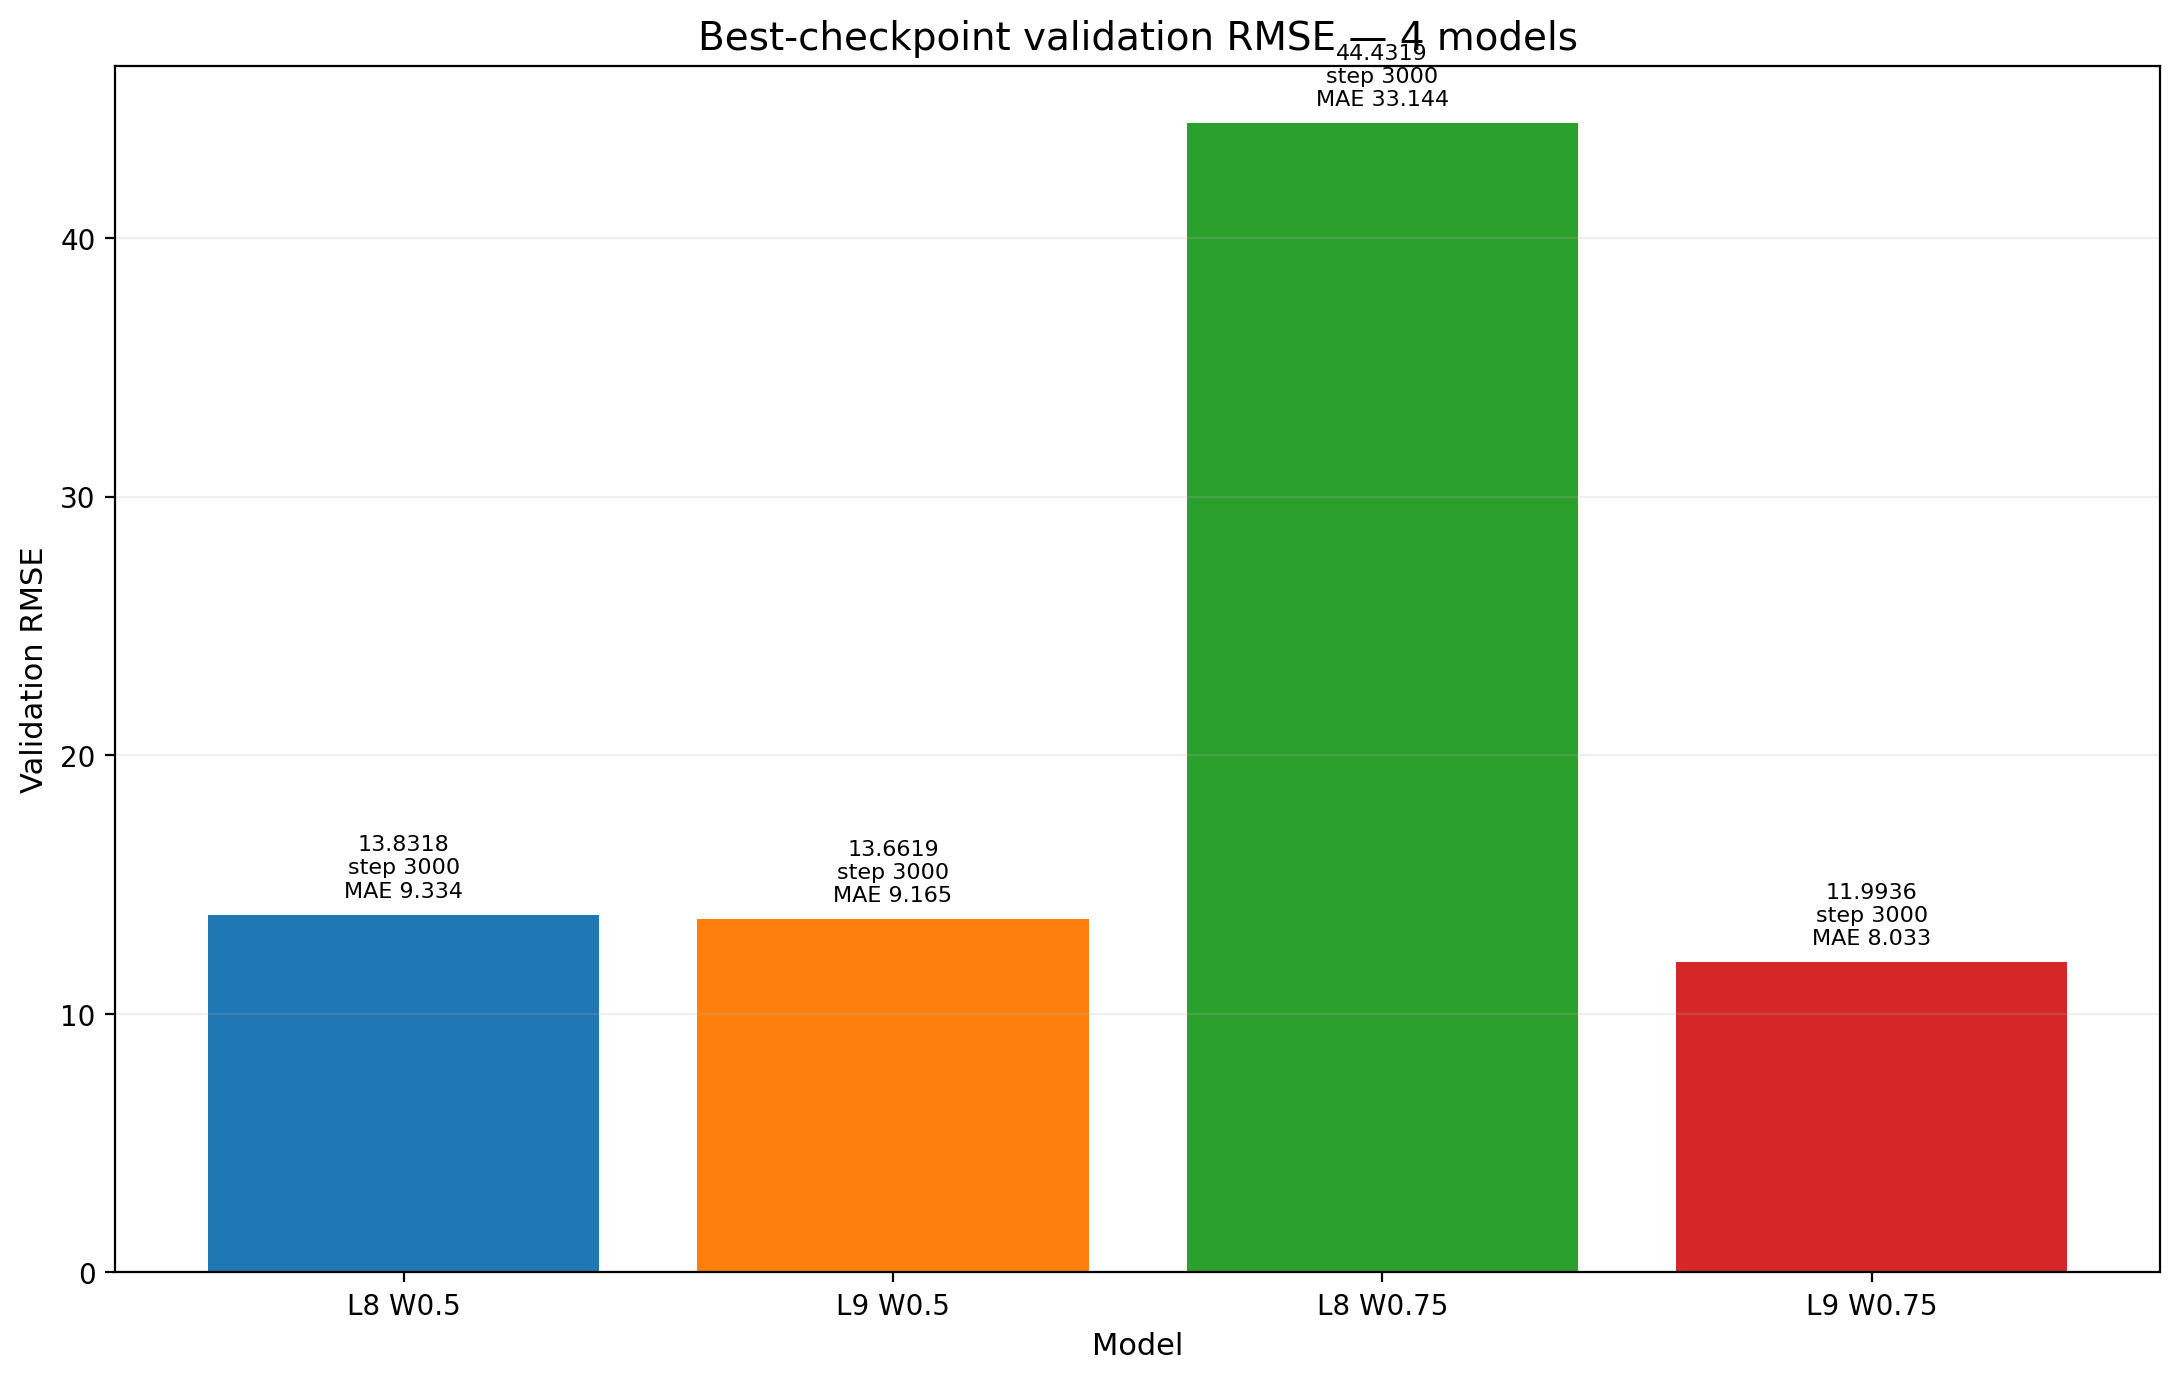 Best-checkpoint validation RMSE — 4 models
44.4319
step 3000
MAE 33.144
40
30
20
10
0
Validation RMSE
13.8318
step 3000
MAE 9.334
13.6619
step 3000
MAE 9.165
11.9936
step 3000
MAE 8.033
L8 W0.5
L9 W0.5
L8 W0.75
L9 W0.75
Model